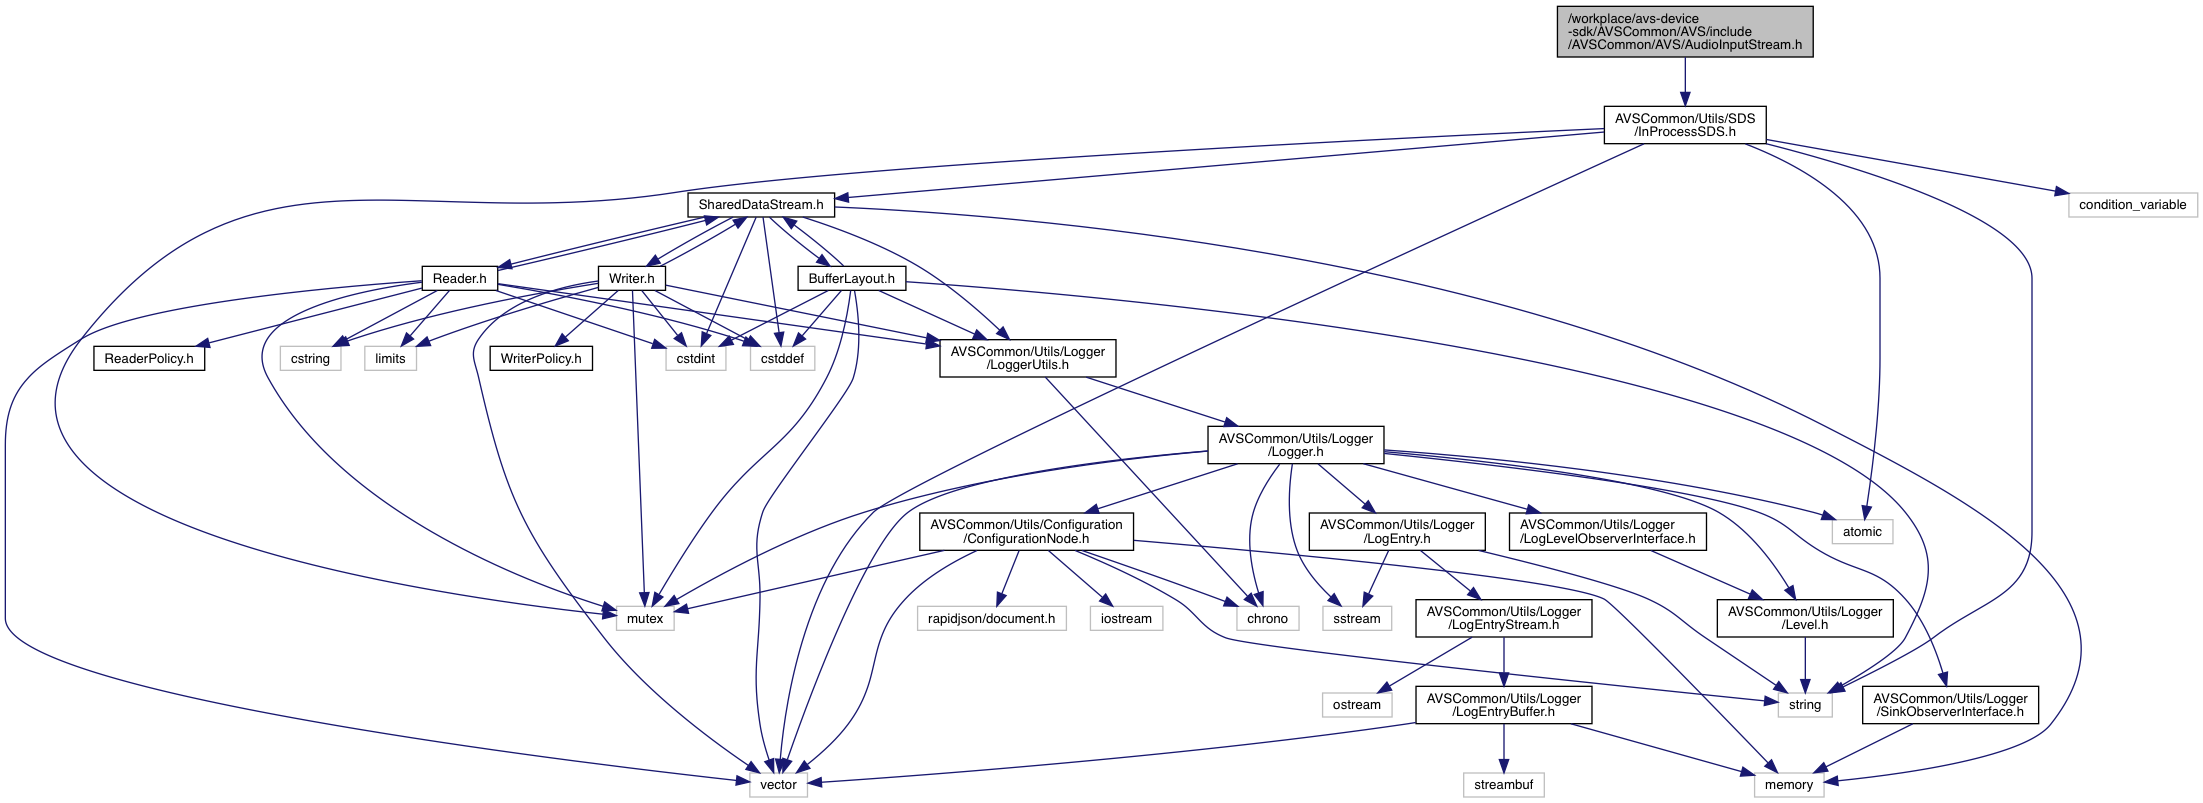 /workplace/avs-device
-sdk/AVSCommon/AVS/include
/AVSCommon/AVS/AudioInputStream.h
AVSCommon/Utils/SDS
/InProcessSDS.h
SharedDataStream.h
condition_variable
Reader.h
Writer.h
BufferLayout.h
ReaderPolicy.h
cstring
limits
WriterPolicy.h
cstdint
cstddef
AVSCommon/Utils/Logger
/LoggerUtils.h
AVSCommon/Utils/Logger
/Logger.h
AVSCommon/Utils/Configuration
/ConfigurationNode.h
AVSCommon/Utils/Logger
/LogEntry.h
AVSCommon/Utils/Logger
/LogLevelObserverInterface.h
atomic
mutex
rapidjson/document.h
iostream
chrono
sstream
AVSCommon/Utils/Logger
/LogEntryStream.h
AVSCommon/Utils/Logger
/Level.h
ostream
AVSCommon/Utils/Logger
/LogEntryBuffer.h
string
AVSCommon/Utils/Logger
/SinkObserverInterface.h
vector
streambuf
memory